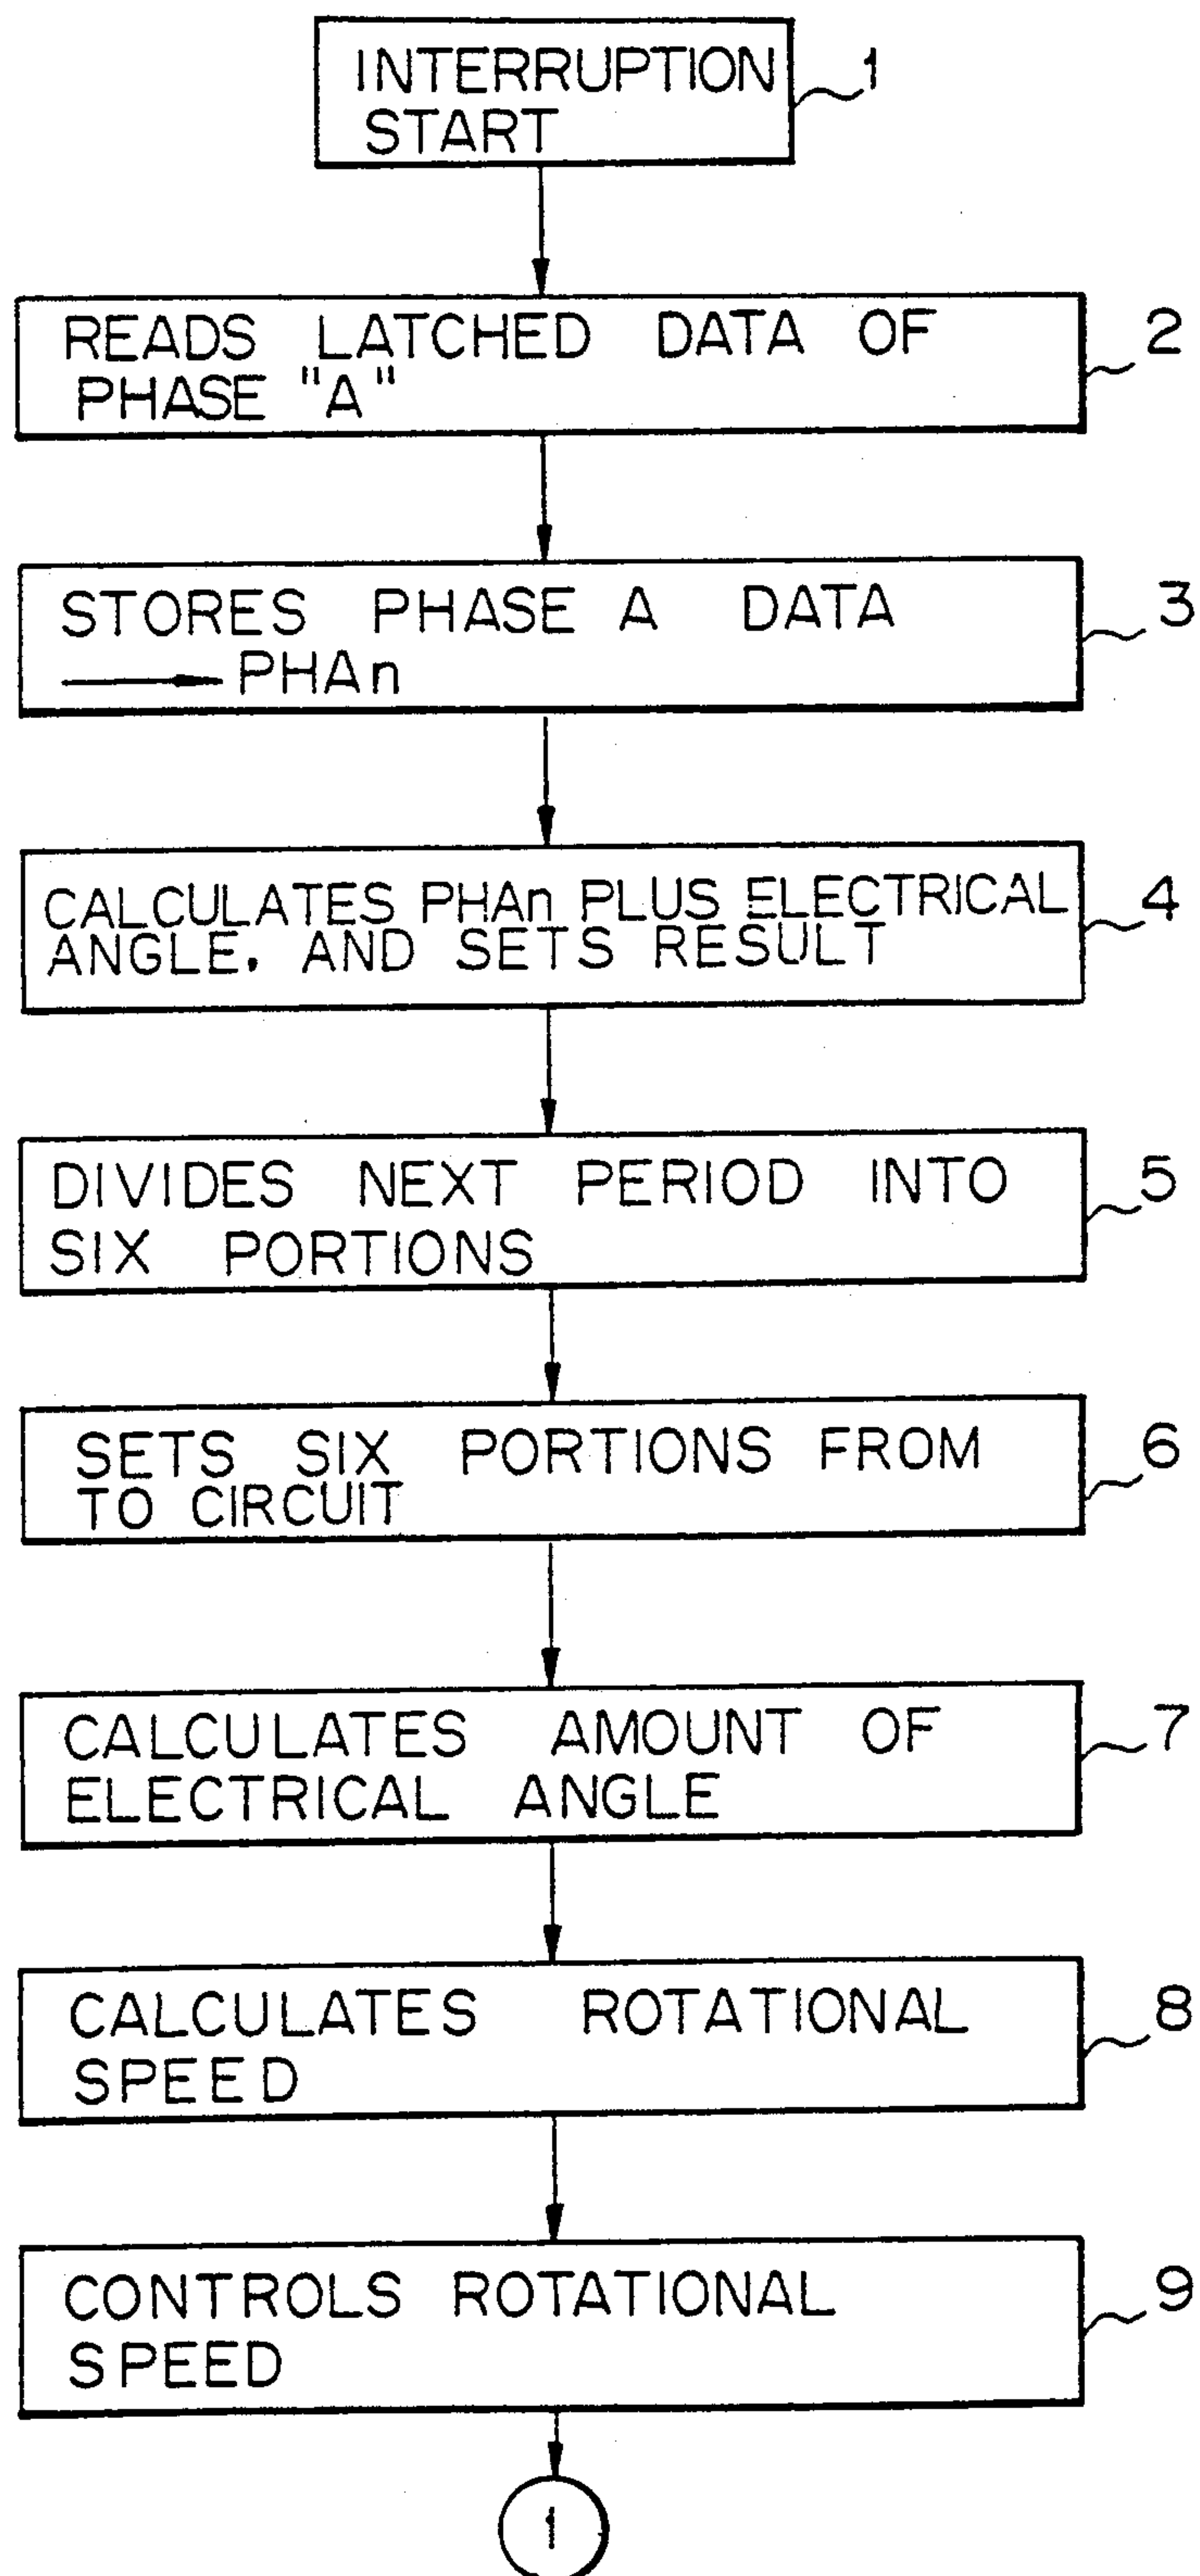 INTERRUPTION
START
1
READS LATCHED DATA OF
PHASE "A"
2
STORES PHASE A DATA
→ PHAn
3
CALCULATES PHAn PLUS ELECTRICAL
ANGLE. AND SETS RESULT
4
DIVIDES NEXT PERIOD INTO
SIX PORTIONS
5
SETS SIX PORTIONS FROM
TO CIRCUIT
6
CALCULATES AMOUNT OF
ELECTRICAL ANGLE
7
CALCULATES ROTATIONAL
SPEED
8
CONTROLS ROTATIONAL
SPEED
9
1